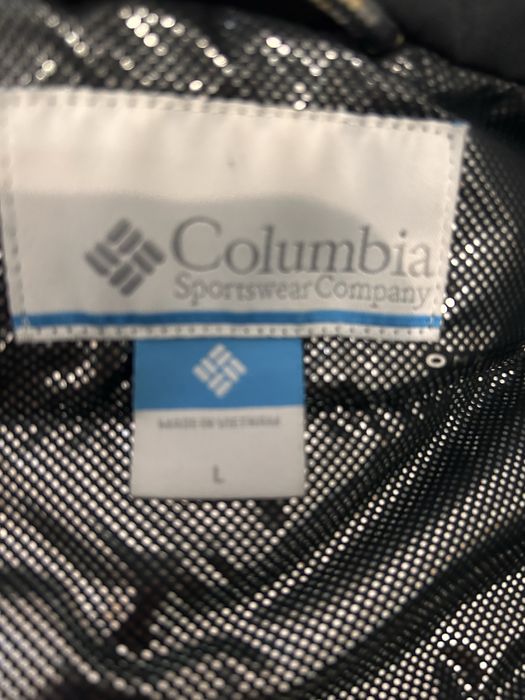 Columbia
Sportswear Company
MADE IN VIETNAM
L